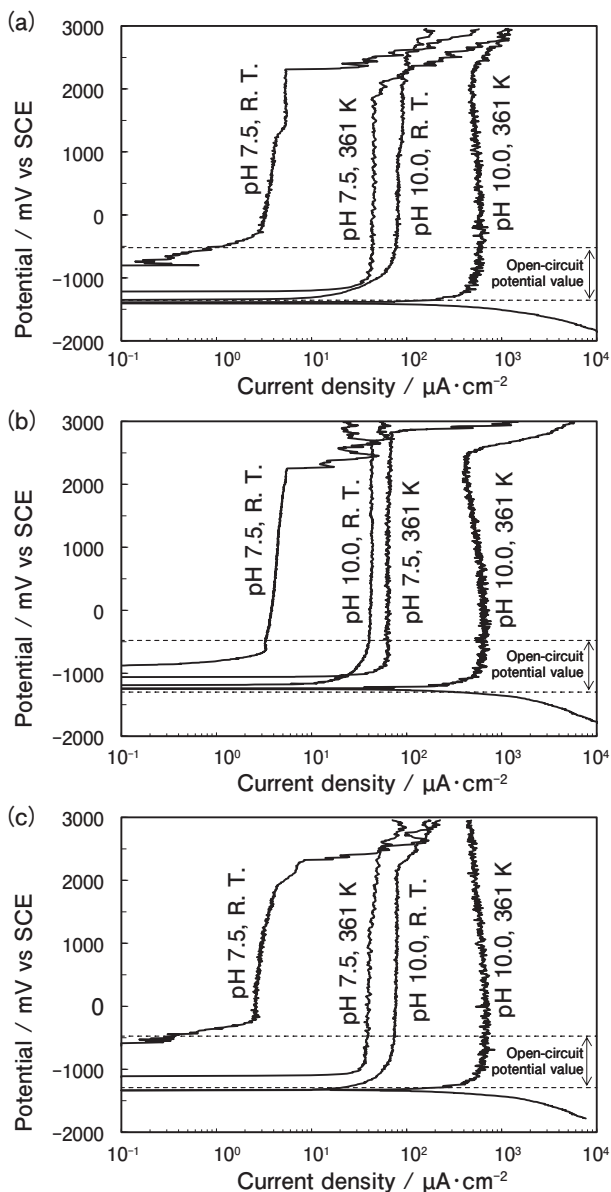 (a)
3000
2000
1000
0
−1000
−2000
Potential / mV vs SCE
pH 7.5, R. T.
pH 7.5, 361 K
pH 10.0, R. T.
pH 10.0, 361 K
Open-circuit
potential value
10⁻¹ 10⁰ 10¹ 10² 10³ 10⁴
Current density / μA·cm⁻²
(b)
3000
2000
1000
0
−1000
−2000
Potential / mV vs SCE
pH 7.5, R. T.
pH 10.0, R. T.
pH 7.5, 361 K
pH 10.0, 361 K
Open-circuit
potential value
10⁻¹ 10⁰ 10¹ 10² 10³ 10⁴
Current density / μA·cm⁻²
(c)
3000
2000
1000
0
−1000
−2000
Potential / mV vs SCE
pH 7.5, R. T.
pH 7.5, 361 K
pH 10.0, R. T.
pH 10.0, 361 K
Open-circuit
potential value
10⁻¹ 10⁰ 10¹ 10² 10³ 10⁴
Current density / μA·cm⁻²